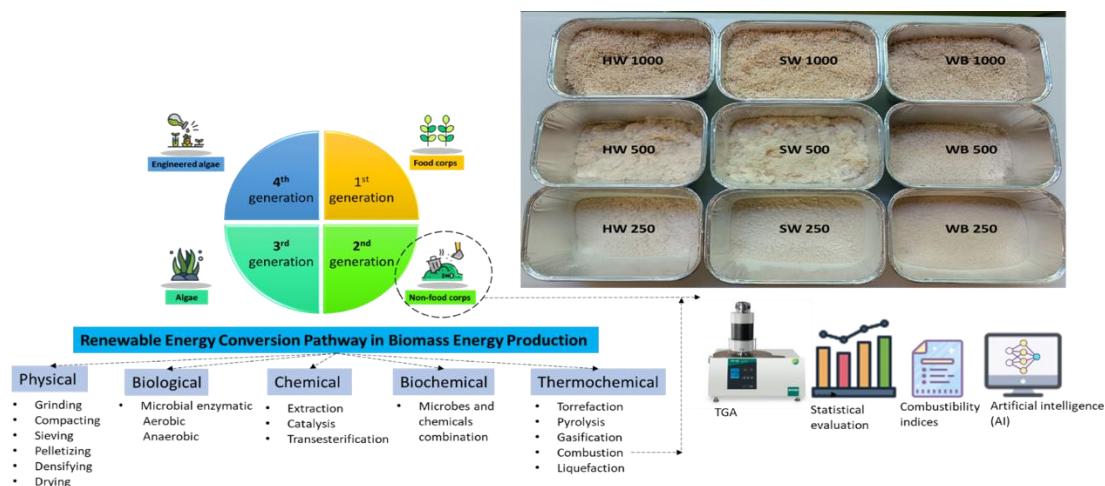 HW 1000
SW 1000
WB 1000
HW 500
SW 500
WB 500
HW 250
SW 250
WB 250
Engineered algae
Food corps
4th
generation
1st
generation
3rd
generation
2nd
generation
Algae
Non-food corps
Renewable Energy Conversion Pathway in Biomass Energy Production
Physical
• Grinding
• Compacting
• Sieving
• Pelletizing
• Densifying
• Drying
Biological
• Microbial enzymatic
Aerobic
Anaerobic
Chemical
• Extraction
• Catalysis
• Transesterification
Biochemical
• Microbes and
chemicals
combination
Thermochemical
• Torrefaction
• Pyrolysis
• Gasification
• Combustion
• Liquefaction
TGA
Statistical
evaluation
Combustibility
indices
Artificial intelligence
(AI)